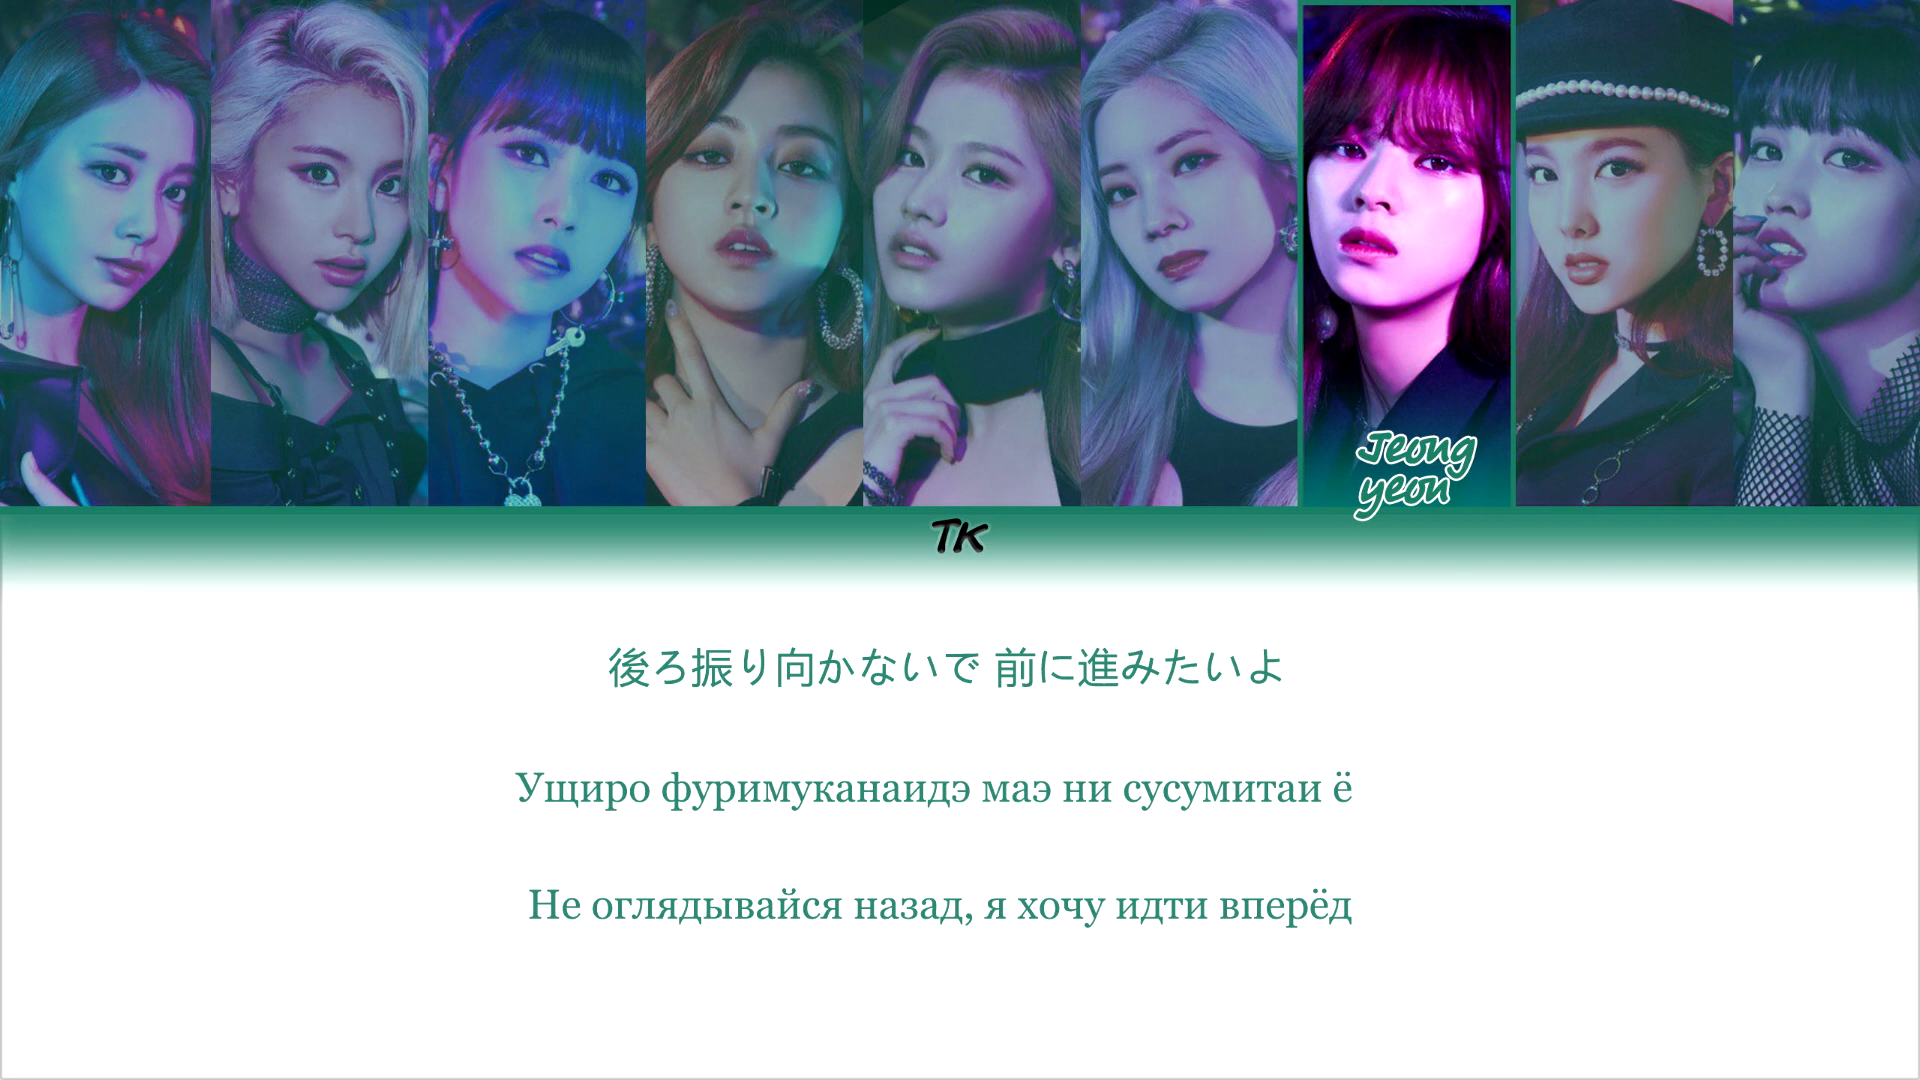 Jeong
yeon
TK
後ろ振り向かないで 前に進みたいよ
Ущиро фуримуканаидэ маэ ни сусумитаи ё
Не оглядывайся назад, я хочу идти вперёд